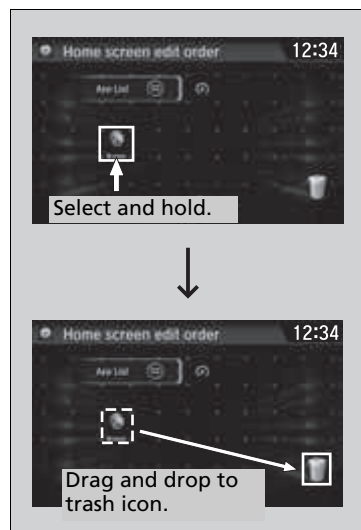 Home screen edit order 12:34
App List
Select and hold.
Home screen edit order 12:34
App List
Drag and drop to
trash icon.